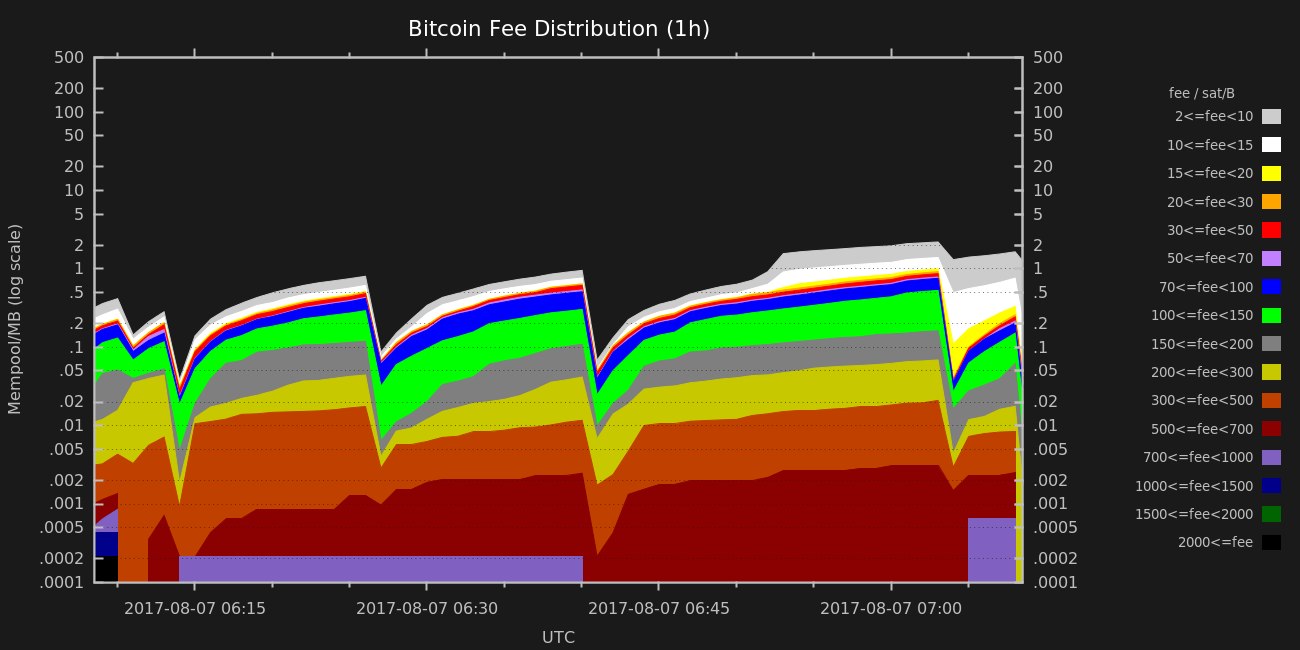 Bitcoin Fee Distribution (1h)
Mempool/MB (log scale)
500
200
100
50
20
10
5
2
1
.5
.2
.1
.05
.02
.01
.005
.002
.001
.0005
.0002
.0001
500
200
100
50
20
10
5
2
1
.5
.2
.1
.05
.02
.01
.005
.002
.001
.0005
.0002
.0001
2017-08-07 06:15 2017-08-07 06:30 2017-08-07 06:45 2017-08-07 07:00
UTC
fee / sat/B
2<=fee<10
10<=fee<15
15<=fee<20
20<=fee<30
30<=fee<50
50<=fee<70
70<=fee<100
100<=fee<150
150<=fee<200
200<=fee<300
300<=fee<500
500<=fee<700
700<=fee<1000
1000<=fee<1500
1500<=fee<2000
2000<=fee